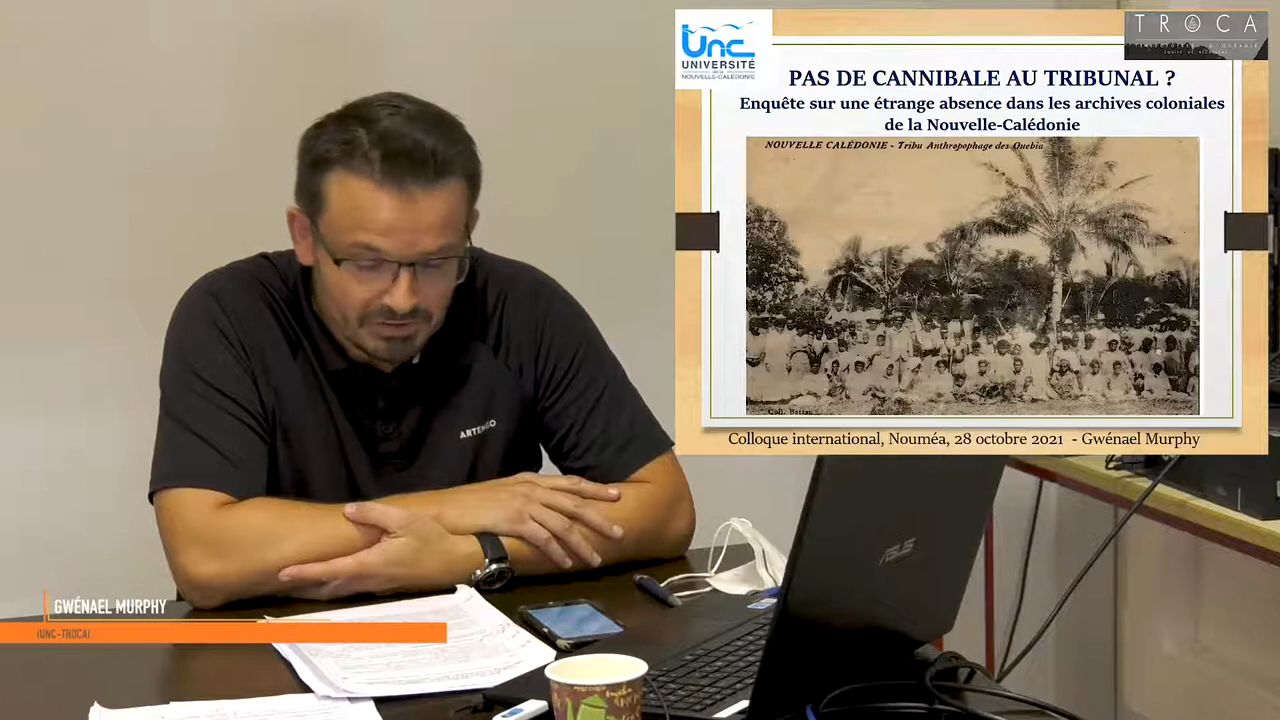 Unc
UNIVERSITÉ
NOUVELLE-CALÉDONIE
TROCA
PAS DE CANNIBALE AU TRIBUNAL ?
Enquête sur une étrange absence dans les archives coloniales
de la Nouvelle-Calédonie
NOUVELLE CALÉDONIE - Tribu Anthropophage des Ouebia
Coll. Barrau
Colloque international, Nouméa, 28 octobre 2021 - Gwénael Murphy
ARTENGO
ASUS
GWÉNAEL MURPHY
(UNC-TROCA)